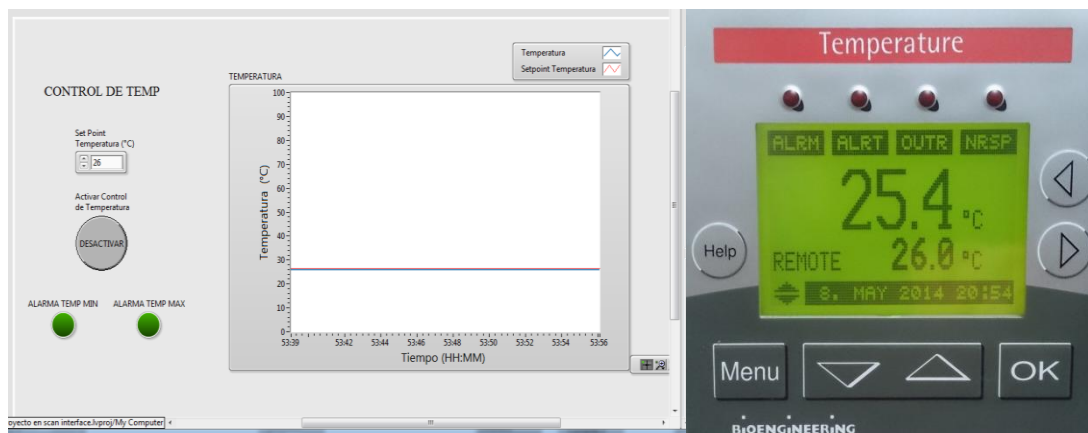 CONTROL DE TEMP
Set Point
Temperatura (°C)
26
Activar Control
de Temperatura
DESACTIVAR
ALARMA TEMP MIN
ALARMA TEMP MAX
Temperatura
Setpoint Temperatura
TEMPERATURA
Temperatura (°C)
100
90
80
70
60
50
40
30
20
10
0
53:39 53:42 53:44 53:46 53:48 53:50 53:52 53:54 53:56
Tiempo (HH:MM)
oyecto en scan interface.lvproj/My Computer
Temperature
ALRM ALRT OUTR NRSP
25.4 °C
REMOTE 26.0 °C
8. MAY 2014 20:54
Help
Menu
OK
BiOENGiNEERiNG